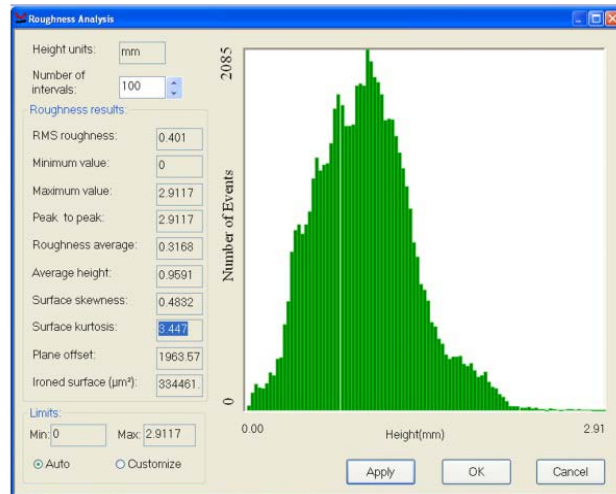 Roughness Analysis
Height units: mm
Number of
intervals: 100
Roughness results:
RMS roughness: 0.401
Minimum value: 0
Maximum value: 2.9117
Peak to peak: 2.9117
Roughness average: 0.3168
Average height: 0.9591
Surface skewness: 0.4832
Surface kurtosis: 3.447
Plane offset: 1963.57
Ironed surface (µm²): 334461.
Limits:
Min: 0 Max: 2.9117
Auto Customize
2085
Number of Events
0
0.00 Height(mm) 2.91
Apply OK Cancel